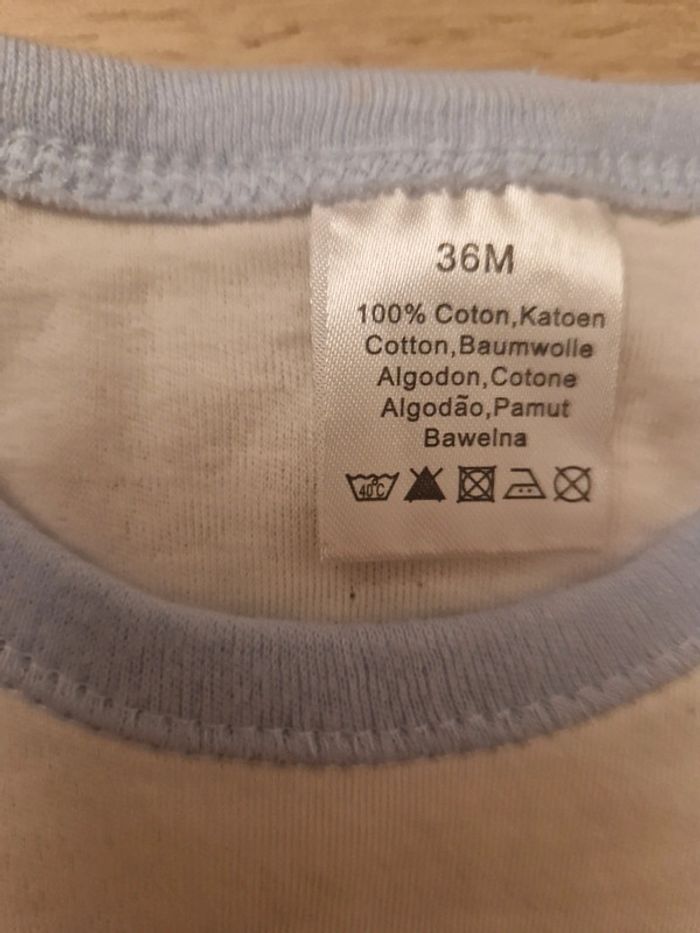 36M
100% Coton,Katoen
Cotton,Baumwolle
Algodon,Cotone
Algodão,Pamut
Bawelna
40°C